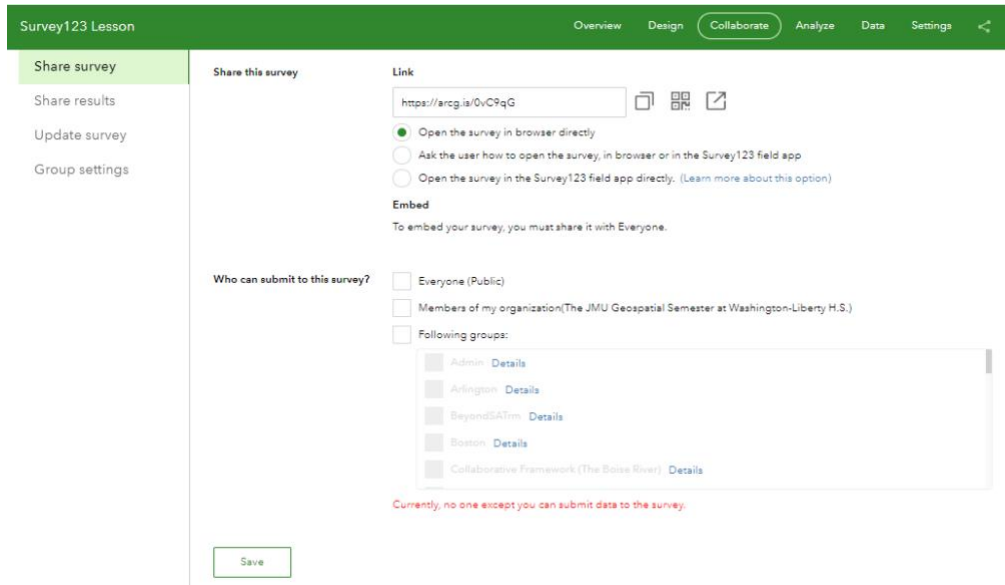 Survey123 Lesson
Overview Design Collaborate Analyze Data Settings
Share survey
Share results
Update survey
Group settings
Share this survey
Link
https://arcg.is/0vC9qG
Open the survey in browser directly
Ask the user how to open the survey, in browser or in the Survey123 field app
Open the survey in the Survey123 field app directly. (Learn more about this option)
Embed
To embed your survey, you must share it with Everyone.
Who can submit to this survey?
Everyone (Public)
Members of my organization(The JMU Geospatial Semester at Washington-Liberty H.S.)
Following groups:
Admin Details
Arlington Details
BeyondSATrm Details
Boston Details
Collaborative Framework (The Boise River) Details
Currently, no one except you can submit data to the survey.
Save